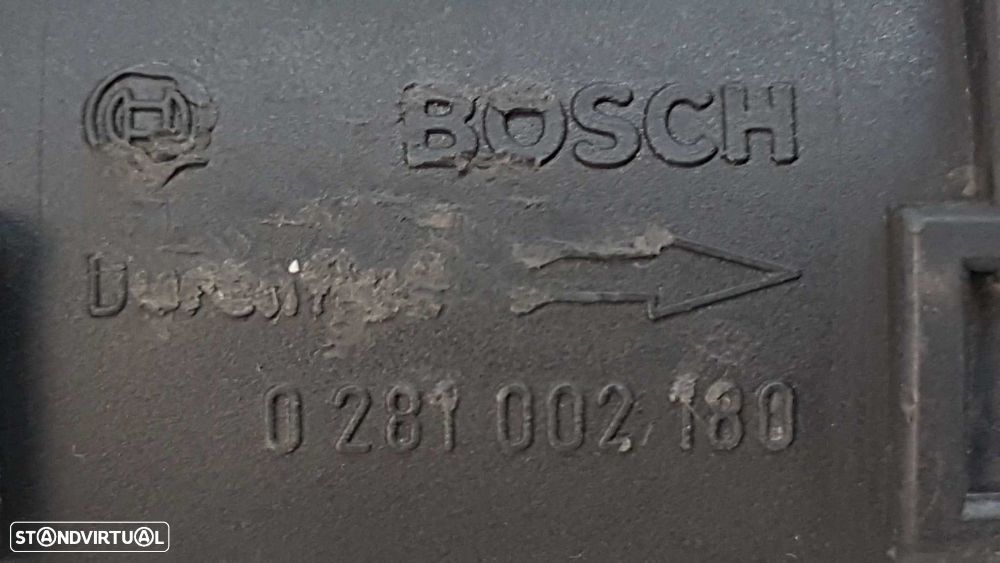 BOSCH
0 281 002 180
STANDVIRTUAL